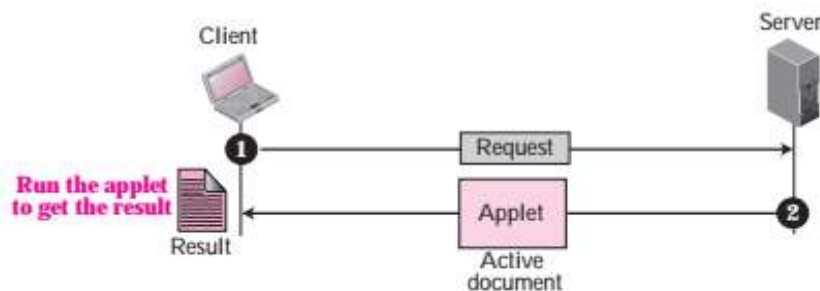 Client
Server
1
Request
Run the applet
to get the result
Applet
2
Result
Active
document